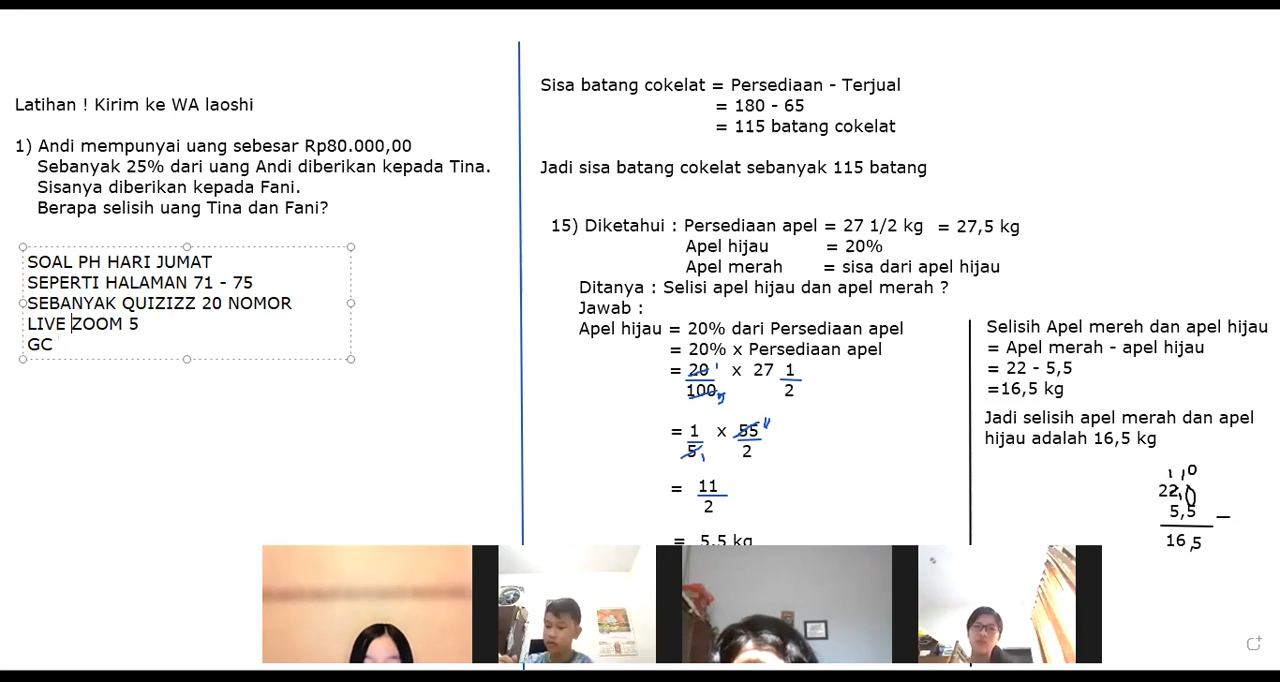 Latihan ! Kirim ke WA laoshi
1) Andi mempunyai uang sebesar Rp80.000,00
Sebanyak 25% dari uang Andi diberikan kepada Tina.
Sisanya diberikan kepada Fani.
Berapa selisih uang Tina dan Fani?
SOAL PH HARI JUMAT
SEPERTI HALAMAN 71 - 75
SEBANYAK QUIZIZZ 20 NOMOR
LIVE ZOOM 5
GC
Sisa batang cokelat = Persediaan - Terjual
= 180 - 65
= 115 batang cokelat
Jadi sisa batang cokelat sebanyak 115 batang
15) Diketahui : Persediaan apel = 27 1/2 kg = 27,5 kg
Apel hijau = 20%
Apel merah = sisa dari apel hijau
Ditanya : Selisi apel hijau dan apel merah ?
Jawab :
Apel hijau = 20% dari Persediaan apel
= 20% x Persediaan apel
= 20 1 x 27 1
100 5 2
= 1 x 55 11
5 1 2
= 11
2
= 5,5 kg
Selisih Apel mereh dan apel hijau
= Apel merah - apel hijau
= 22 - 5,5
=16,5 kg
Jadi selisih apel merah dan apel
hijau adalah 16,5 kg
1 10
22,0
5,5 –
16,5